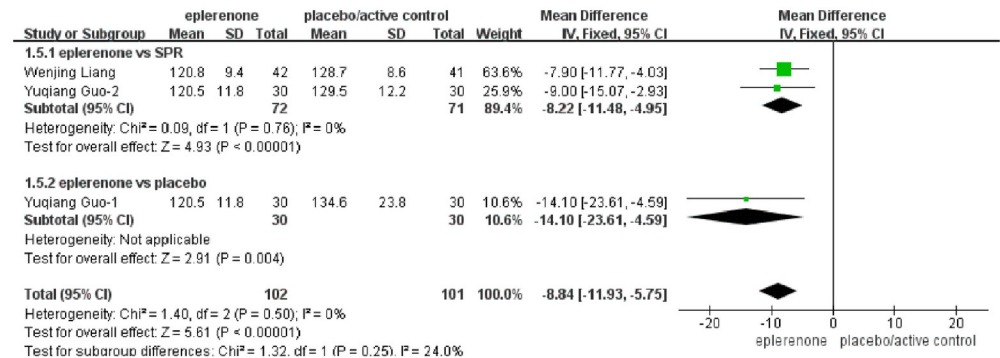 eplerenone placebo/active control Mean Difference Mean Difference
Study or Subgroup Mean SD Total Mean SD Total Weight IV, Fixed, 95% CI IV, Fixed, 95% CI
1.5.1 eplerenone vs SPR
Wenjing Liang 120.8 9.4 42 128.7 8.6 41 63.6% -7.90 [-11.77, -4.03]
Yuqiang Guo-2 120.5 11.8 30 129.5 12.2 30 25.9% -9.00 [-15.07, -2.93]
Subtotal (95% CI) 72 71 89.4% -8.22 [-11.48, -4.95]
Heterogeneity: Chi² = 0.09, df = 1 (P = 0.76); I² = 0%
Test for overall effect: Z = 4.93 (P < 0.00001)
1.5.2 eplerenone vs placebo
Yuqiang Guo-1 120.5 11.8 30 134.6 23.8 30 10.6% -14.10 [-23.61, -4.59]
Subtotal (95% CI) 30 30 10.6% -14.10 [-23.61, -4.59]
Heterogeneity: Not applicable
Test for overall effect: Z = 2.91 (P = 0.004)
Total (95% CI) 102 101 100.0% -8.84 [-11.93, -5.75]
Heterogeneity: Chi² = 1.40, df = 2 (P = 0.50); I² = 0%
Test for overall effect: Z = 5.61 (P < 0.00001)
Test for subgroup differences: Chi² = 1.32, df = 1 (P = 0.25), I² = 24.0%
-20 -10 0 10 20
eplerenone placebo/active control